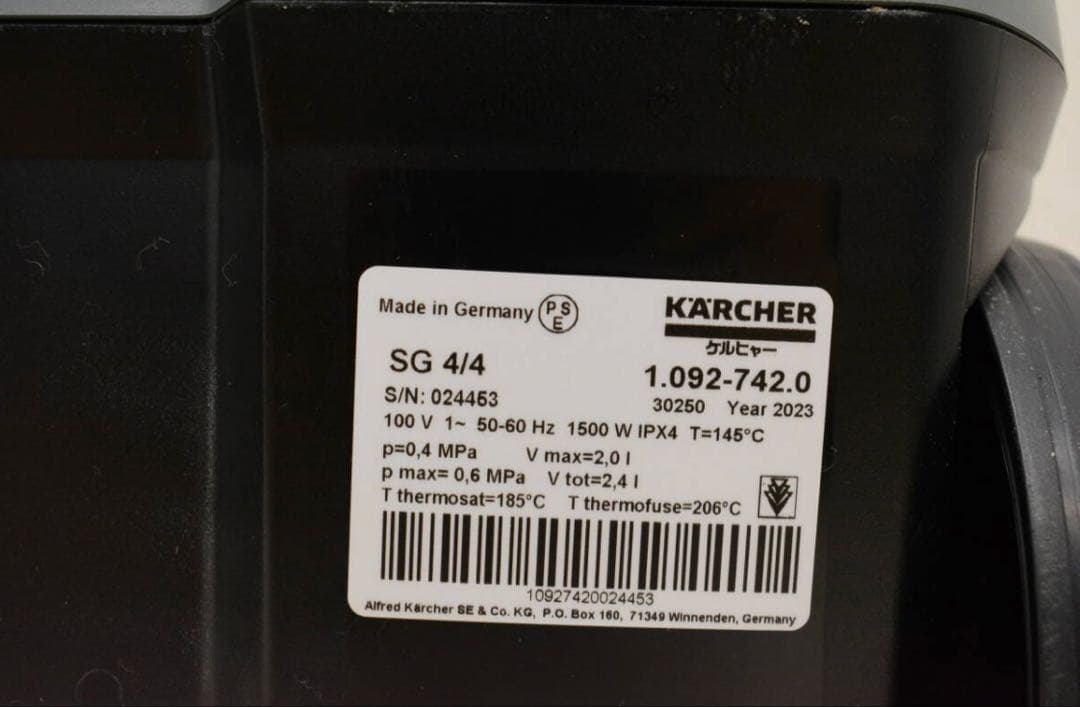 Made in Germany PSE
KÄRCHER
ケルヒャー
SG 4/4
1.092-742.0
S/N: 024453
30250 Year 2023
100 V 1~ 50-60 Hz 1500 W IPX4 T=145°C
p=0,4 MPa V max=2,0 l
p max= 0,6 MPa V tot=2,4 l
T thermosat=185°C T thermofuse=206°C
10927420024453
Alfred Kärcher SE & Co. KG, P.O. Box 160, 71349 Winnenden, Germany